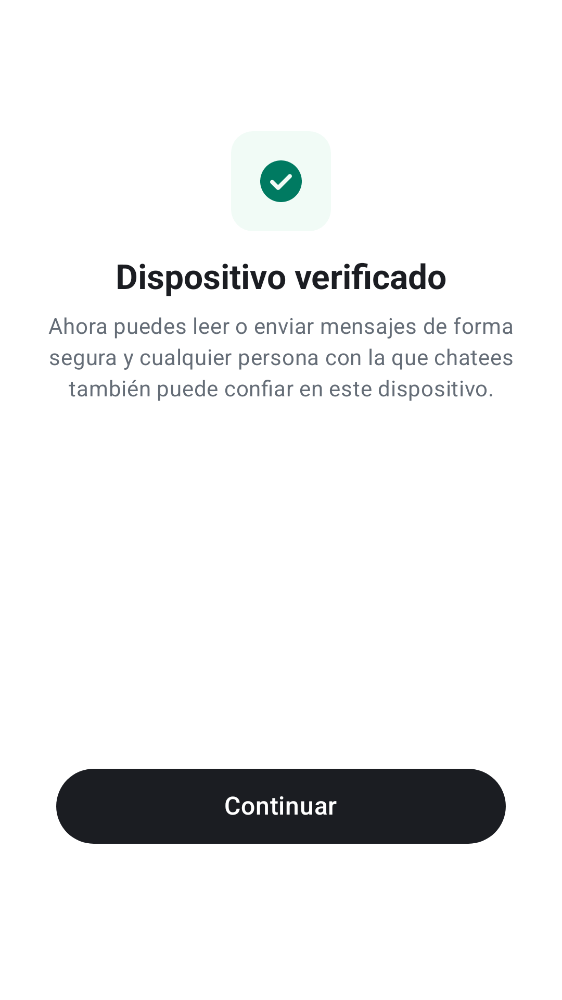 Dispositivo verificado
Ahora puedes leer o enviar mensajes de forma
segura y cualquier persona con la que chatees
también puede confiar en este dispositivo.
Continuar